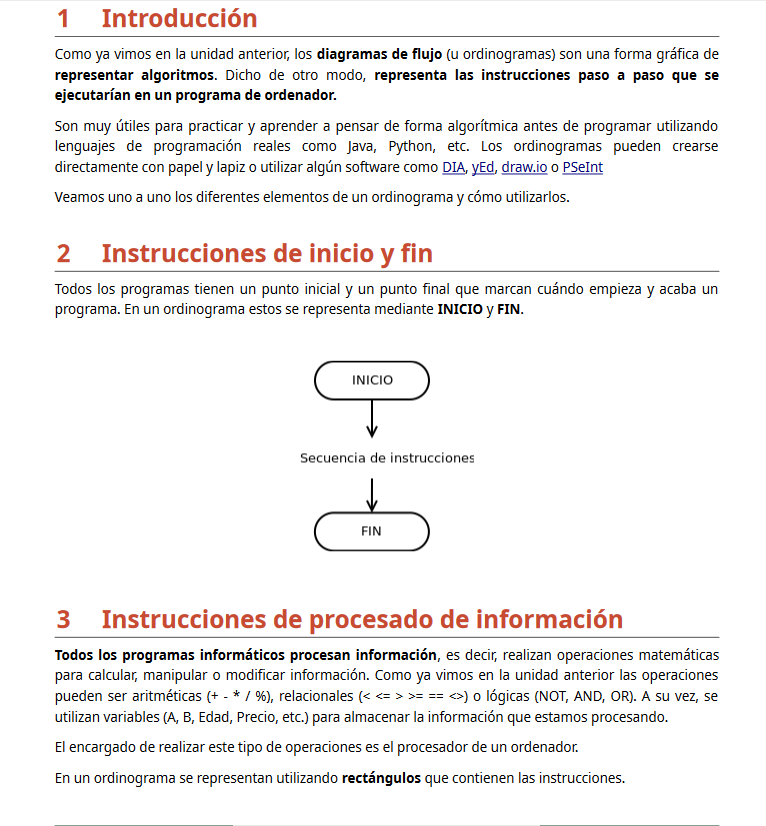 1 Introducción
Como ya vimos en la unidad anterior, los diagramas de flujo (u ordinogramas) son una forma gráfica de
representar algoritmos. Dicho de otro modo, representa las instrucciones paso a paso que se
ejecutarían en un programa de ordenador.
Son muy útiles para practicar y aprender a pensar de forma algorítmica antes de programar utilizando
lenguajes de programación reales como Java, Python, etc. Los ordinogramas pueden crearse
directamente con papel y lapiz o utilizar algún software como DIA, yEd, draw.io o PSeInt
Veamos uno a uno los diferentes elementos de un ordinograma y cómo utilizarlos.
2 Instrucciones de inicio y fin
Todos los programas tienen un punto inicial y un punto final que marcan cuándo empieza y acaba un
programa. En un ordinograma estos se representa mediante INICIO y FIN.
INICIO
Secuencia de instrucciones
FIN
3 Instrucciones de procesado de información
Todos los programas informáticos procesan información, es decir, realizan operaciones matemáticas
para calcular, manipular o modificar información. Como ya vimos en la unidad anterior las operaciones
pueden ser aritméticas (+ - * / %), relacionales (< <= > >= == <>) o lógicas (NOT, AND, OR). A su vez, se
utilizan variables (A, B, Edad, Precio, etc.) para almacenar la información que estamos procesando.
El encargado de realizar este tipo de operaciones es el procesador de un ordenador.
En un ordinograma se representan utilizando rectángulos que contienen las instrucciones.